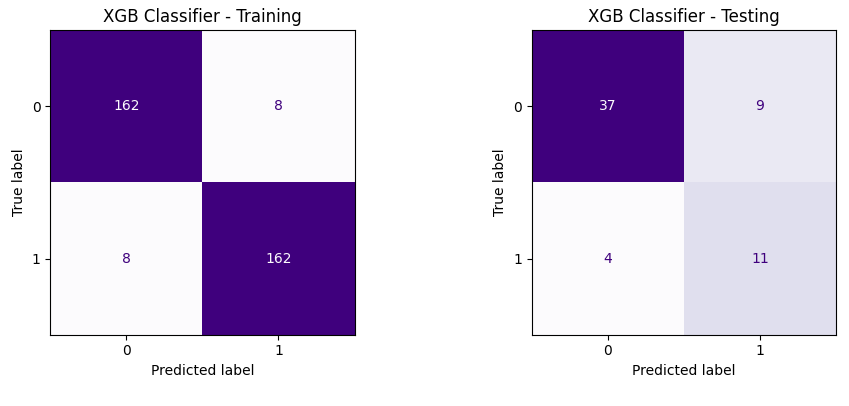 XGB Classifier - Training
True label
0
1
162
8
8
162
0
1
Predicted label
XGB Classifier - Testing
True label
0
1
37
9
4
11
0
1
Predicted label